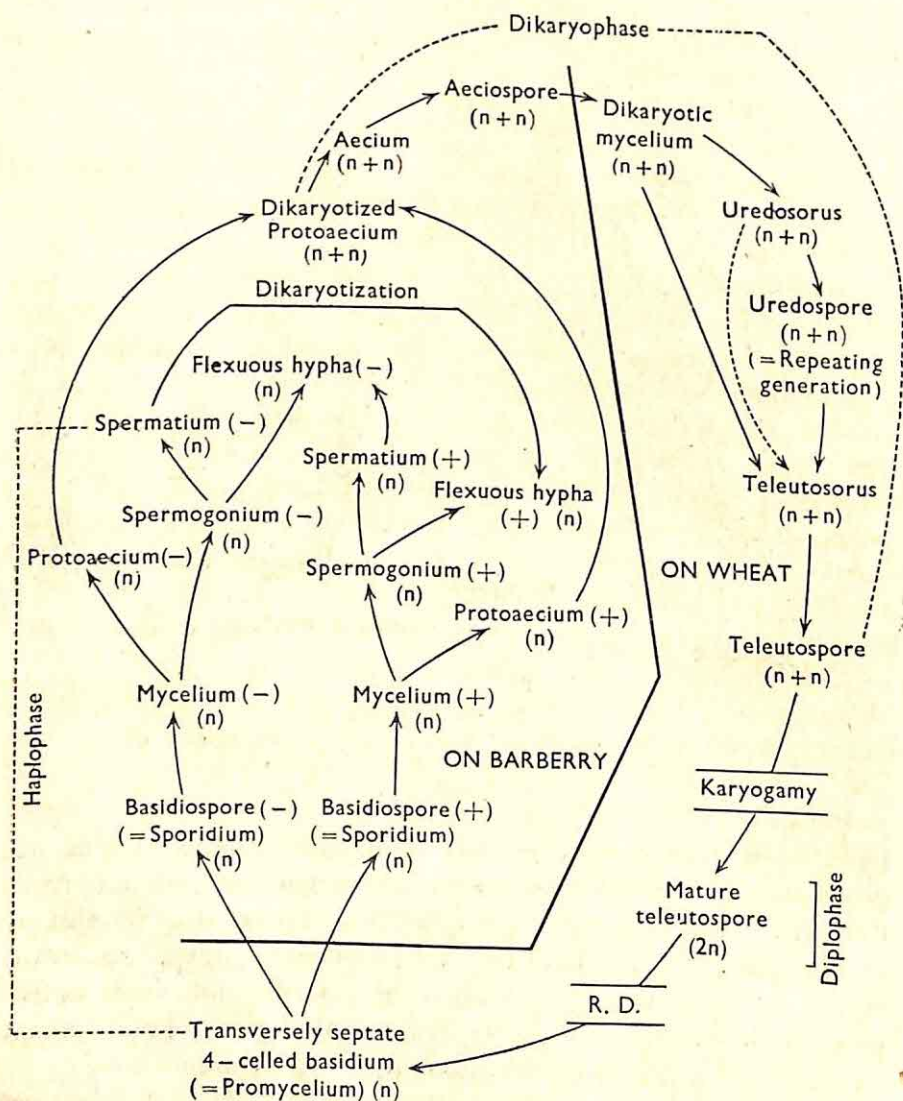 Dikaryophase
Aeciospore
(n+n)
Aecium
(n+n)
Dikaryotic
mycelium
(n+n)
Dikaryotized
Protoaecium
(n+n)
Uredosorus
(n+n)
Dikaryotization
Uredospore
(n+n)
(=Repeating
generation)
Flexuous hypha (−)
(n)
Spermatium (−)
(n)
Spermatium (+)
(n)
Flexuous hypha
(+) (n)
Teleutosorus
(n+n)
Spermogonium (−)
(n)
Protoaecium (−)
(n)
Spermogonium (+)
(n)
ON WHEAT
Protoaecium (+)
(n)
Teleutospore
(n+n)
Mycelium (−)
(n)
Mycelium (+)
(n)
Haplophase
ON BARBERRY
Karyogamy
Basidiospore (−)
(=Sporidium)
(n)
Basidiospore (+)
(=Sporidium)
(n)
Mature
teleutospore
(2n)
Diplophase
R. D.
Transversely septate
4−celled basidium
(=Promycelium) (n)